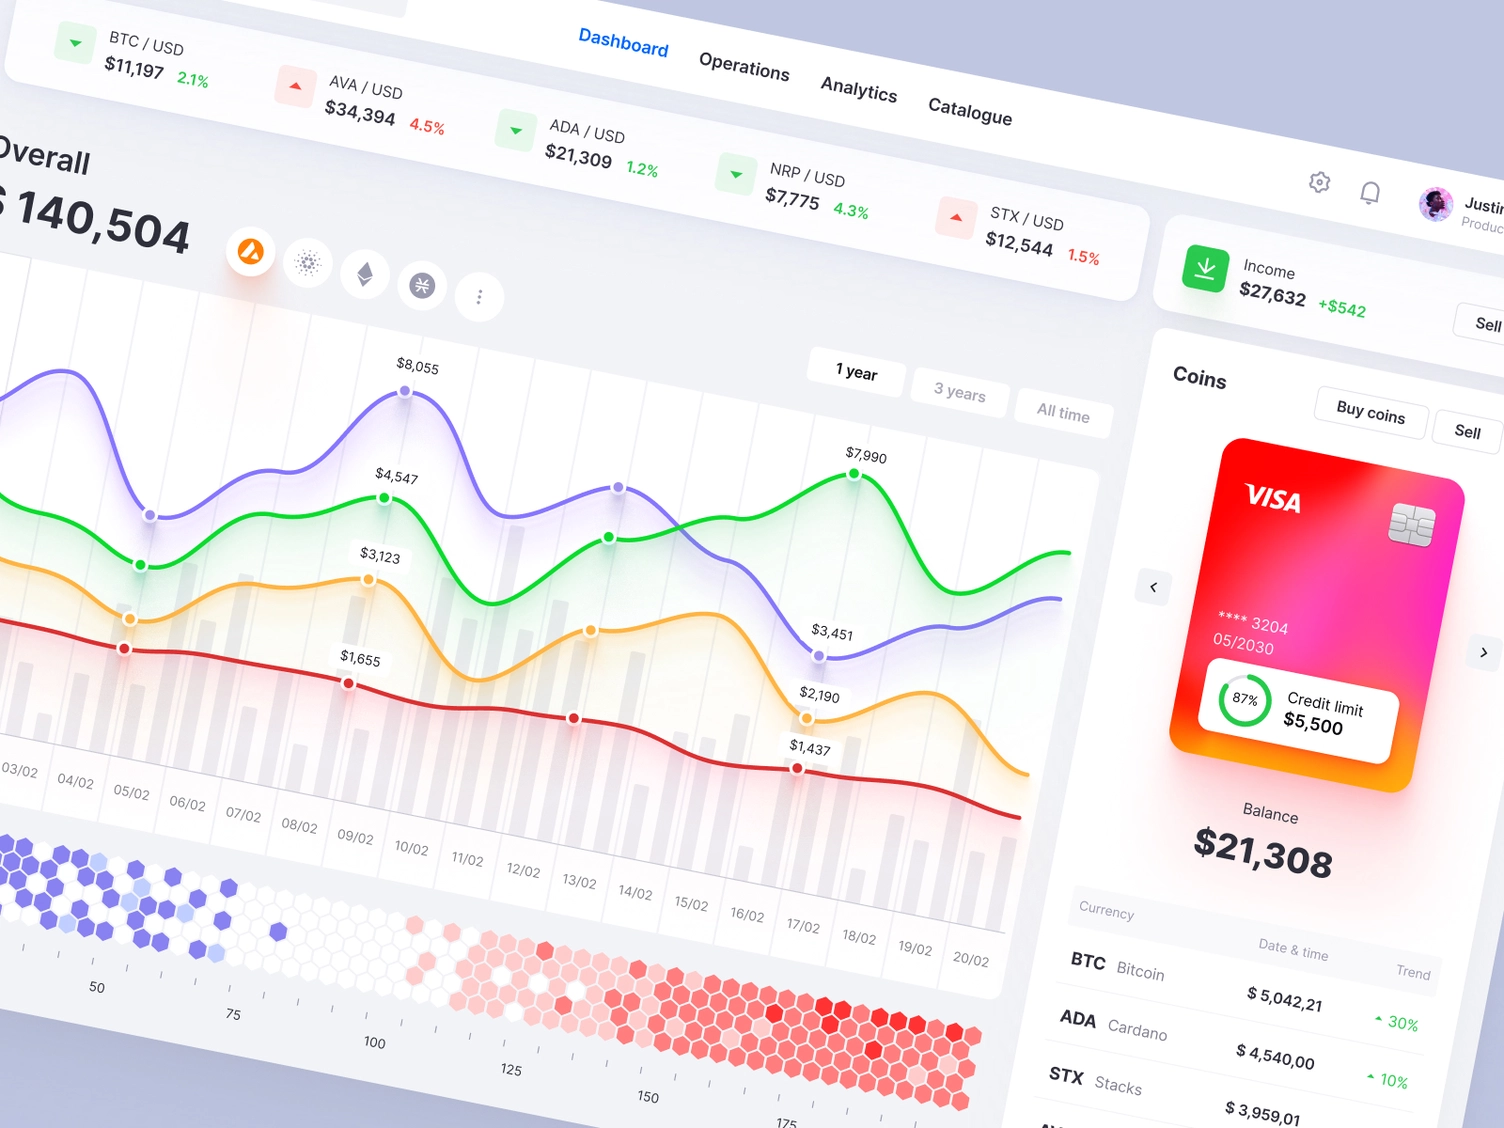 Dashboard
Operations
Analytics
Catalogue
BTC / USD
$11,197 2.1%
AVA / USD
$34,394 4.5%
ADA / USD
$21,309 1.2%
NRP / USD
$7,775 4.3%
STX / USD
$12,544 1.5%
Justin
Income
$27,632 +$542
Sell
Overall
$ 140,504
1 year
3 years
All time
$8,055
$4,547
$3,123
$1,655
$7,990
$3,451
$2,190
$1,437
03/02
04/02
05/02
06/02
07/02
08/02
09/02
10/02
11/02
12/02
13/02
14/02
15/02
16/02
17/02
18/02
19/02
20/02
50
75
100
125
150
175
Coins
Buy coins
Sell
VISA
**** 3204
05/2030
87%
Credit limit
$5,500
Balance
$21,308
Currency
Date & time
Trend
BTC Bitcoin $ 5,042,21 30%
ADA Cardano $ 4,540,00 10%
STX Stacks $ 3,959,01